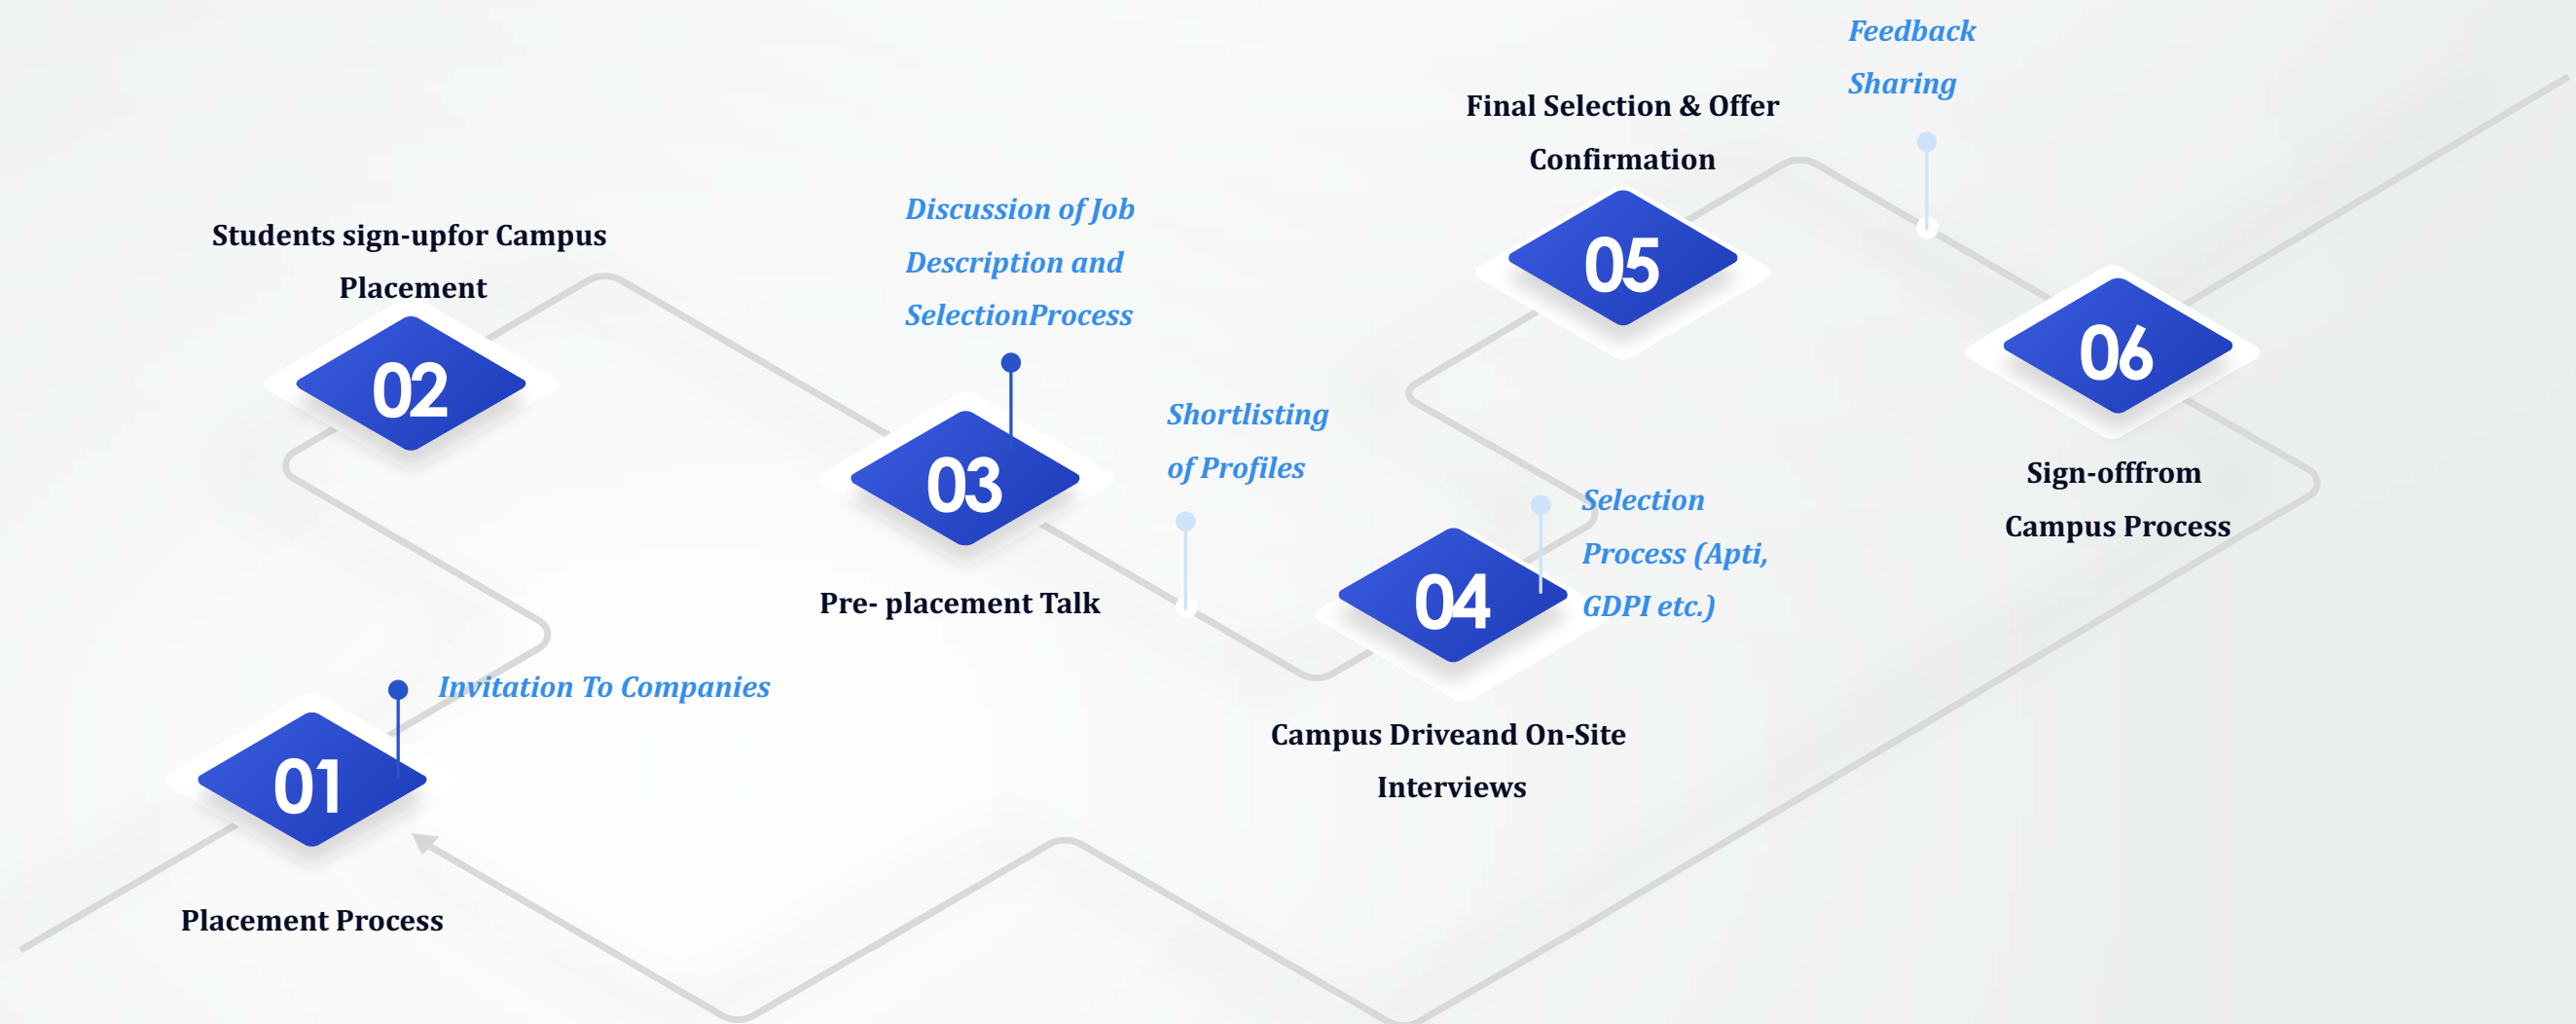 01
Invitation To Companies
Placement Process
Students sign-upfor Campus
Placement
02
Discussion of Job
Description and
SelectionProcess
03
Pre- placement Talk
Shortlisting
of Profiles
04
Selection
Process (Apti,
GDPI etc.)
Campus Driveand On-Site
Interviews
Final Selection & Offer
Confirmation
05
Feedback
Sharing
06
Sign-offfrom
Campus Process